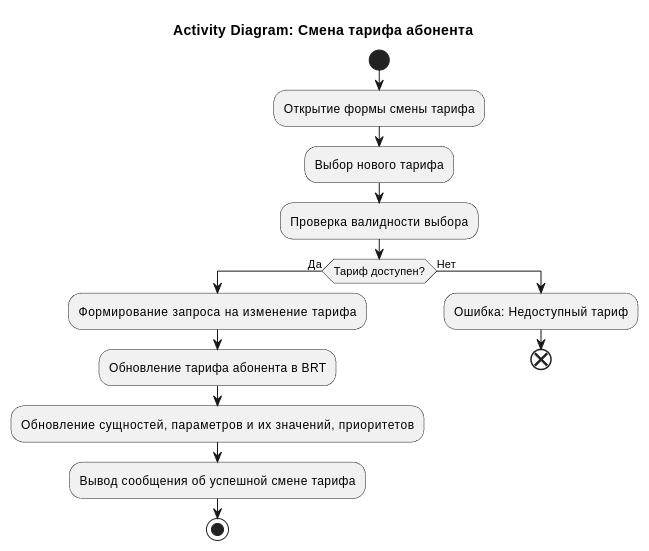 Activity Diagram: Смена тарифа абонента
Открытие формы смены тарифа
Выбор нового тарифа
Проверка валидности выбора
Да
Тариф доступен?
Нет
Формирование запроса на изменение тарифа
Ошибка: Недоступный тариф
Обновление тарифа абонента в BRT
Обновление сущностей, параметров и их значений, приоритетов
Вывод сообщения об успешной смене тарифа